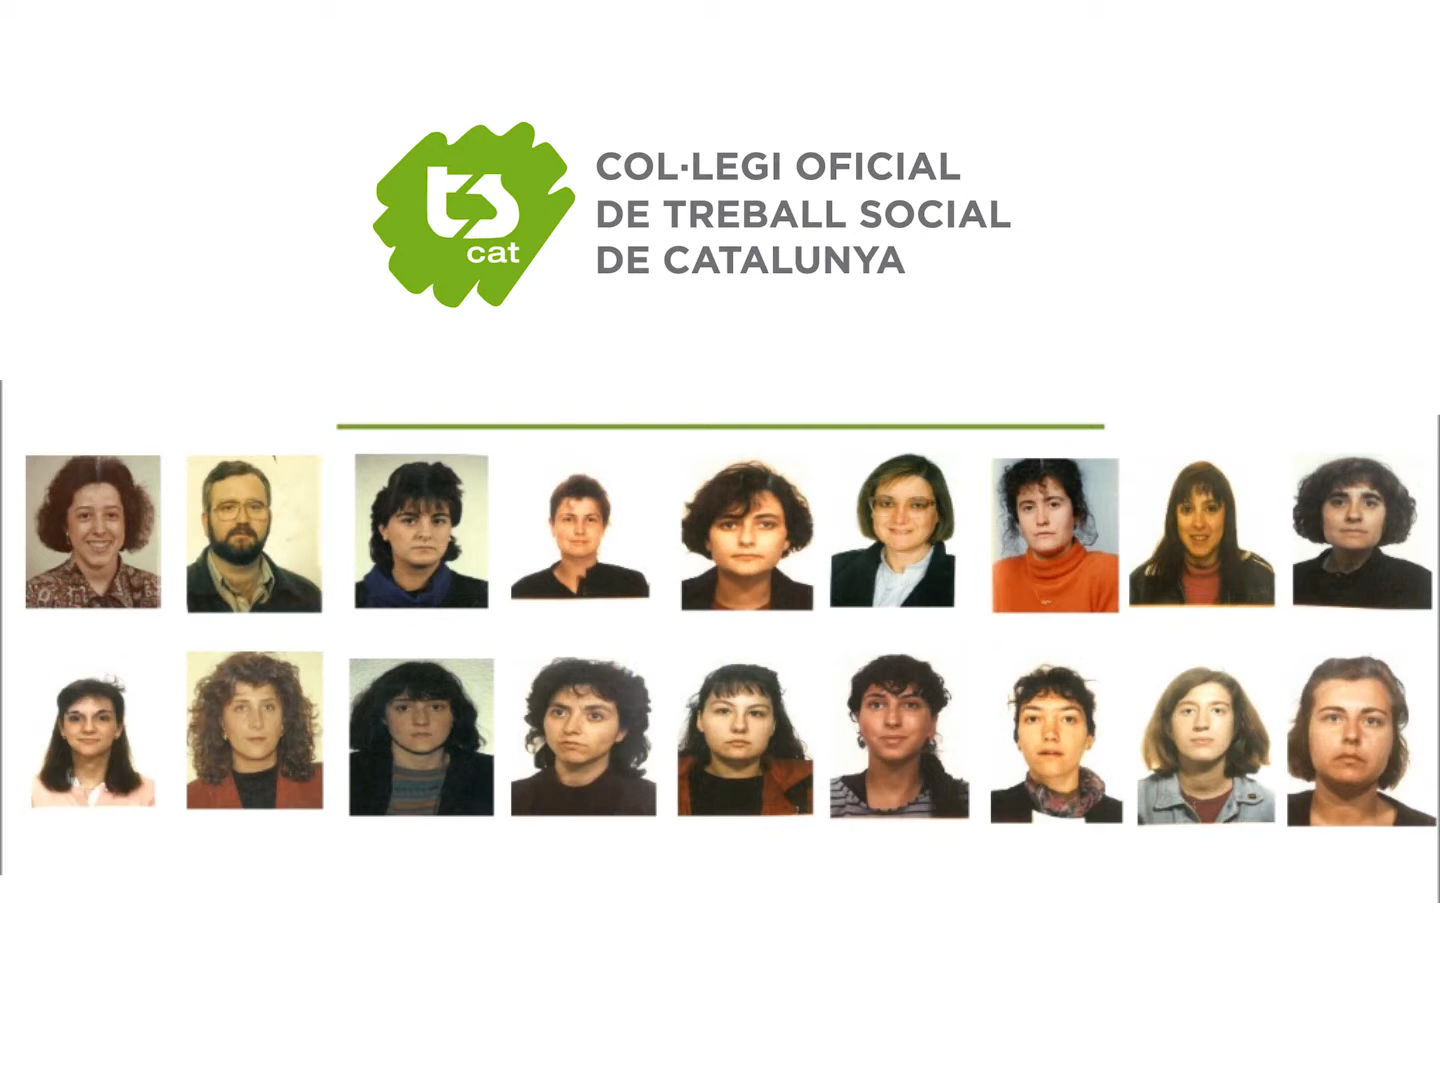 ts
cat
COL·LEGI OFICIAL
DE TREBALL SOCIAL
DE CATALUNYA